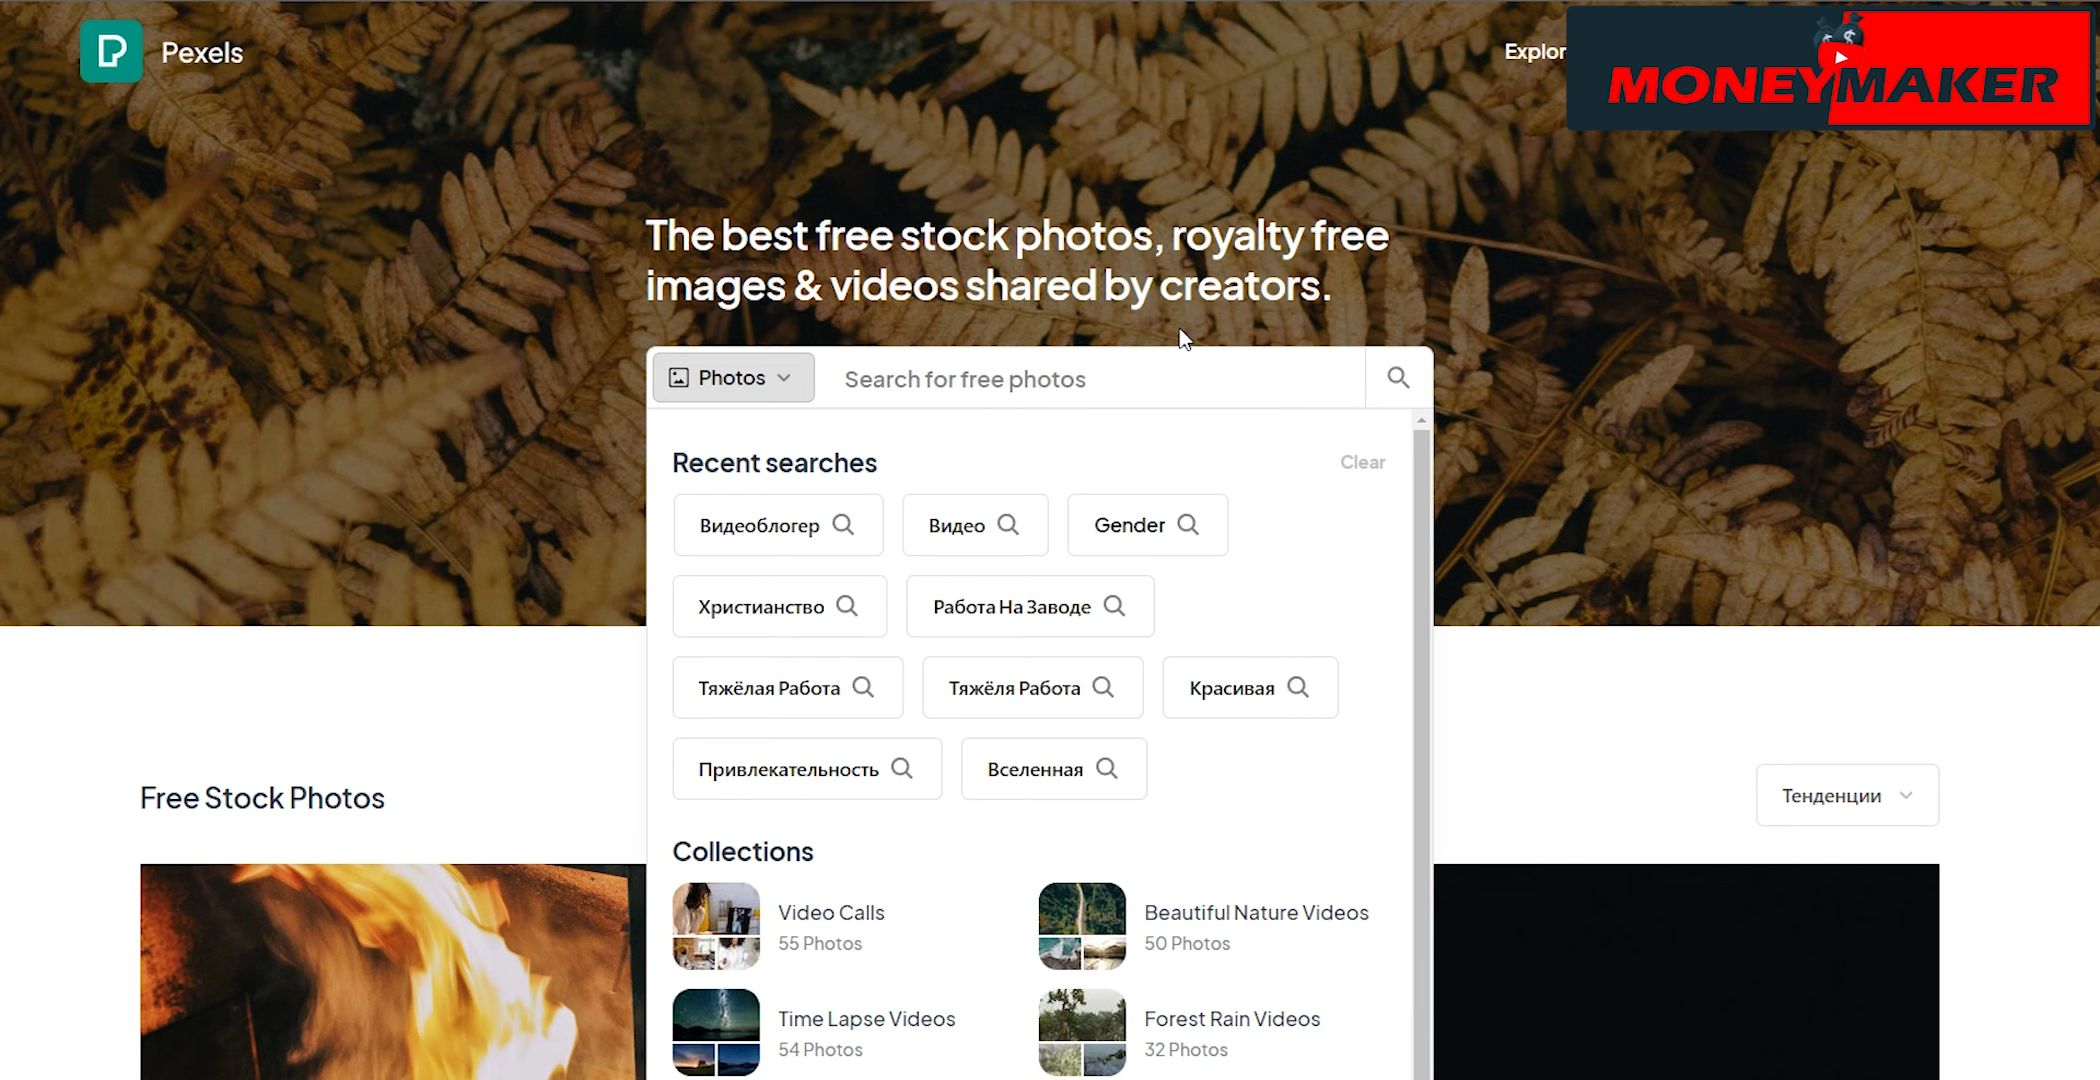 Pexels
Explor
MONEYMAKER
The best free stock photos, royalty free
images & videos shared by creators.
Photos
Search for free photos
Recent searches
Clear
Видеоблогер
Видео
Gender
Христианство
Работа На Заводе
Тяжёлая Работа
Тяжёля Работа
Красивая
Привлекательность
Вселенная
Free Stock Photos
Тенденции
Collections
Video Calls
55 Photos
Beautiful Nature Videos
50 Photos
Time Lapse Videos
54 Photos
Forest Rain Videos
32 Photos